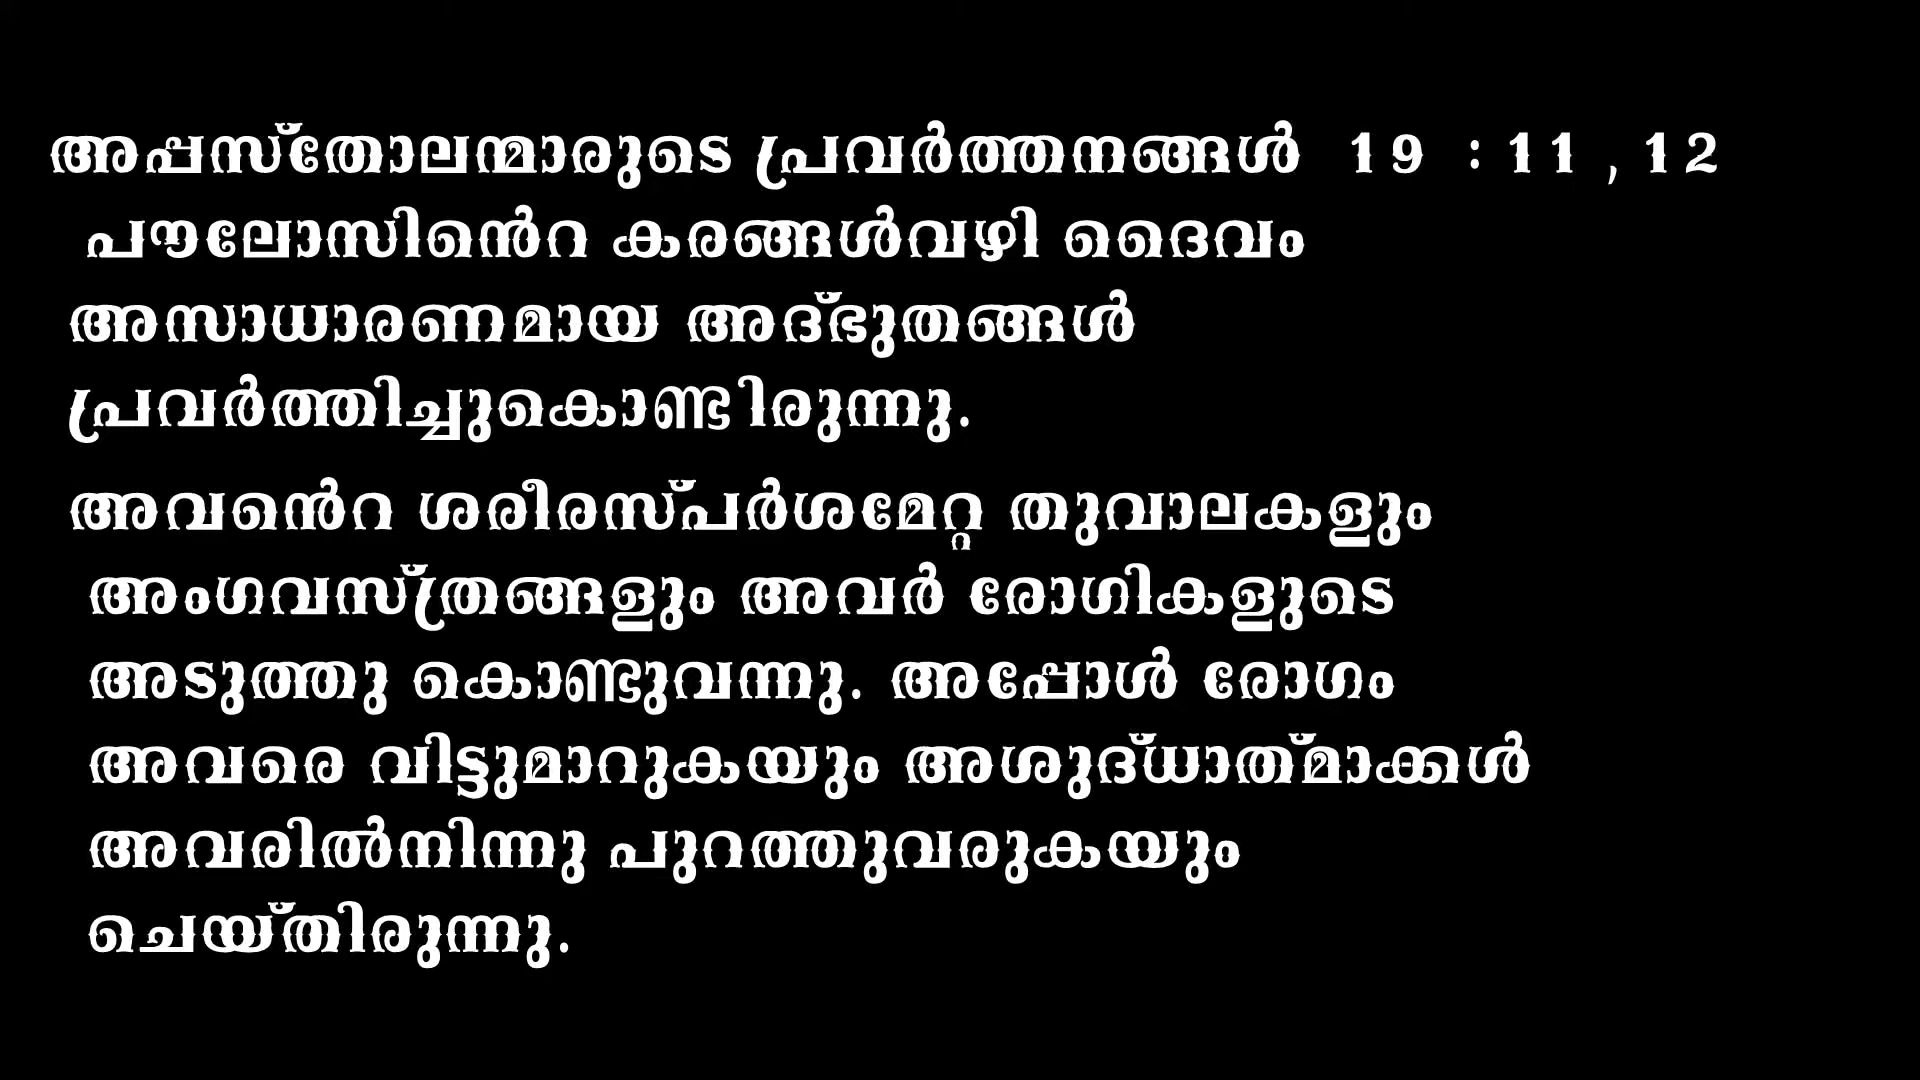 അപ്പസ്തോലന്മാരുടെ പ്രവർത്തനങ്ങൾ 19 : 11 , 12
പൗലോസിൻെറ കരങ്ങൾവഴി ദൈവം
അസാധാരണമായ അദ്ഭുതങ്ങൾ
പ്രവർത്തിച്ചുകൊണ്ടിരുന്നു.
അവൻെറ ശരീരസ്പർശമേറ്റ തുവാലകളും
അംഗവസ്ത്രങ്ങളും അവർ രോഗികളുടെ
അടുത്തു കൊണ്ടുവന്നു. അപ്പോൾ രോഗം
അവരെ വിട്ടുമാറുകയും അശുദ്ധാത്മാക്കൾ
അവരിൽനിന്നു പുറത്തുവരുകയും
ചെയ്തിരുന്നു.